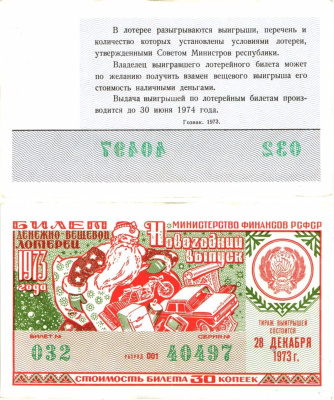 В лотерее разыгрываются выигрыши, перечень и
количество которых установлены условиями лотереи,
утвержденными Советом Министров республики.
Владелец выигравшего лотерейного билета может
по желанию получить взамен вещевого выигрыша его
стоимость наличными деньгами.
Выдача выигрышей по лотерейным билетам произ-
водится до 30 июня 1974 года.
Гознак. 1973.
40497 032
БИЛЕТ
ДЕНЕЖНО-ВЕЩЕВОЙ
ЛОТЕРЕИ
1973
года
Новогодний
выпуск
МИНИСТЕРСТВО ФИНАНСОВ РСФСР
ТИРАЖ ВЫИГРЫШЕЙ
СОСТОИТСЯ
28 ДЕКАБРЯ
1973 г.
БИЛЕТ № СЕРИЯ №
032 РАЗРЯД 001 40497
СТОИМОСТЬ БИЛЕТА 30 КОПЕЕК